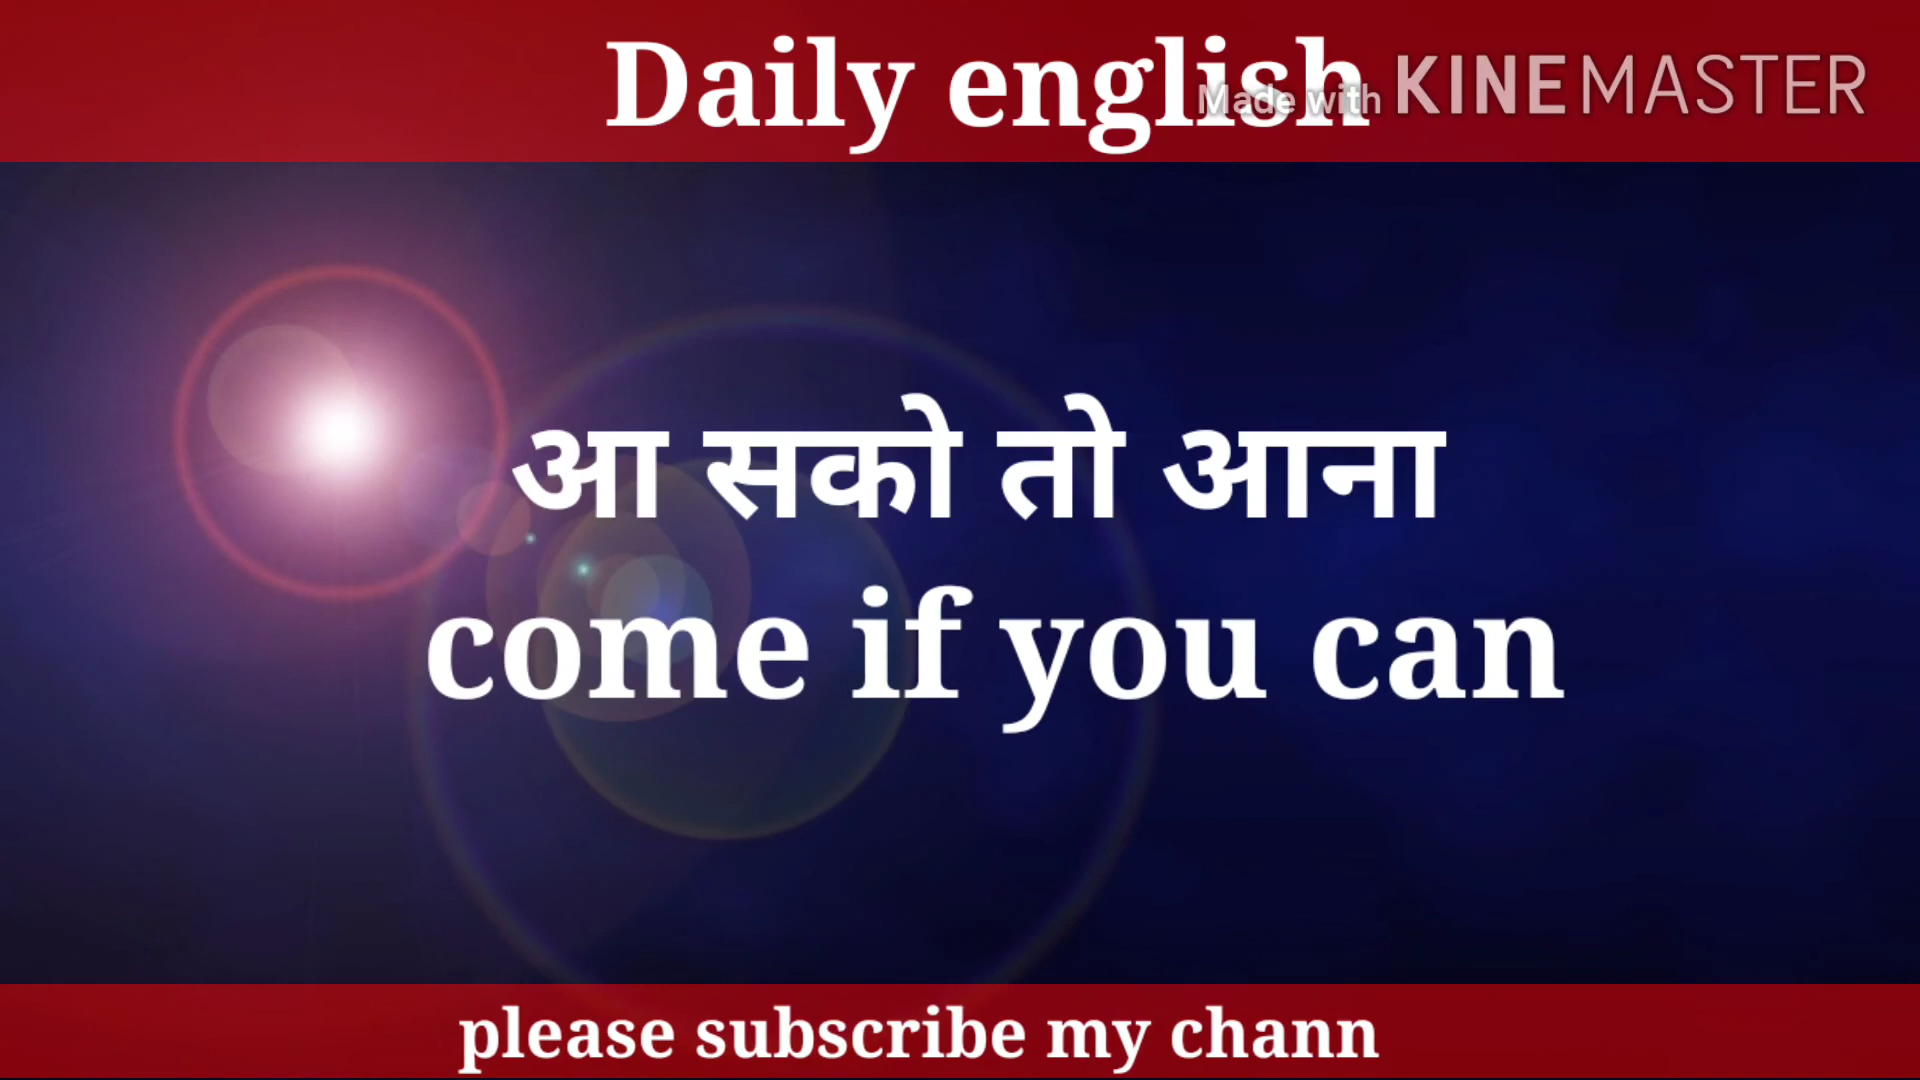 Daily english
Made with KINEMASTER
आ सको तो आना
come if you can
please subscribe my chann